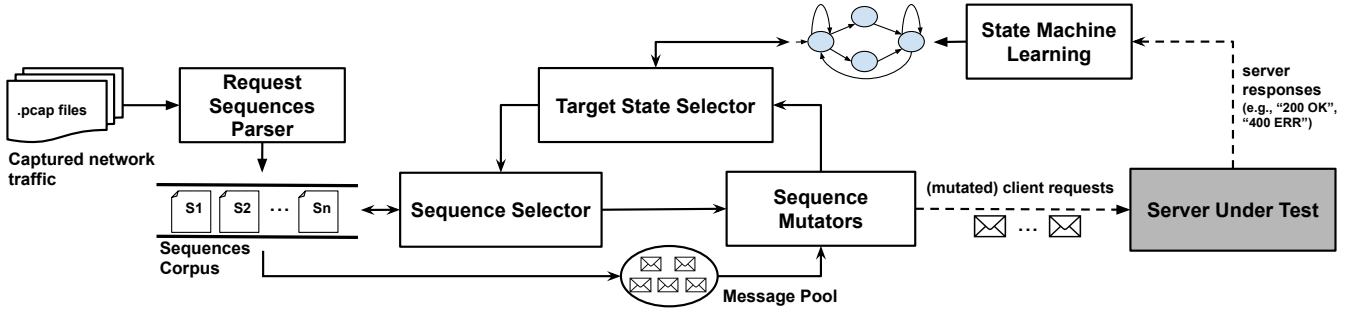 State Machine
Learning
server
responses
(e.g., “200 OK”,
“400 ERR”)
.pcap files
Request
Sequences
Parser
Target State Selector
Captured network
traffic
S1 S2 ... Sn
Sequence Selector
Sequence
Mutators
(mutated) client requests
...
Server Under Test
Sequences
Corpus
Message Pool